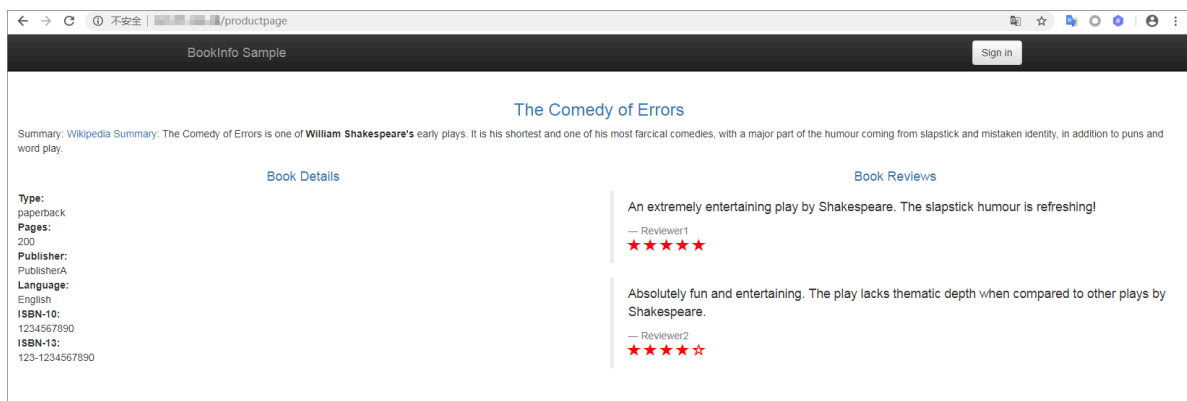 不安全
/productpage
BookInfo Sample
Sign in
The Comedy of Errors
Summary: Wikipedia Summary: The Comedy of Errors is one of William Shakespeare's early plays. It is his shortest and one of his most farcical comedies, with a major part of the humour coming from slapstick and mistaken identity, in addition to puns and
word play.
Book Details
Type:
paperback
Pages:
200
Publisher:
PublisherA
Language:
English
ISBN-10:
1234567890
ISBN-13:
123-1234567890
Book Reviews
An extremely entertaining play by Shakespeare. The slapstick humour is refreshing!
— Reviewer1
Absolutely fun and entertaining. The play lacks thematic depth when compared to other plays by
Shakespeare.
— Reviewer2